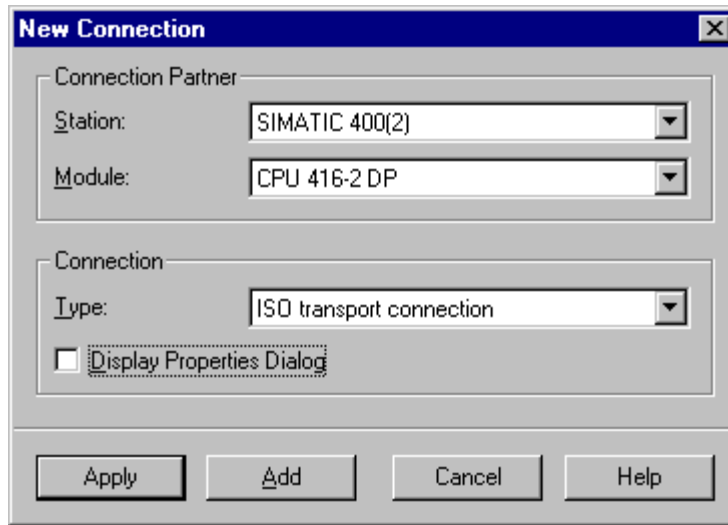 New Connection
Connection Partner
Station: SIMATIC 400(2)
Module: CPU 416-2 DP
Connection
Type: ISO transport connection
Display Properties Dialog
Apply Add Cancel Help